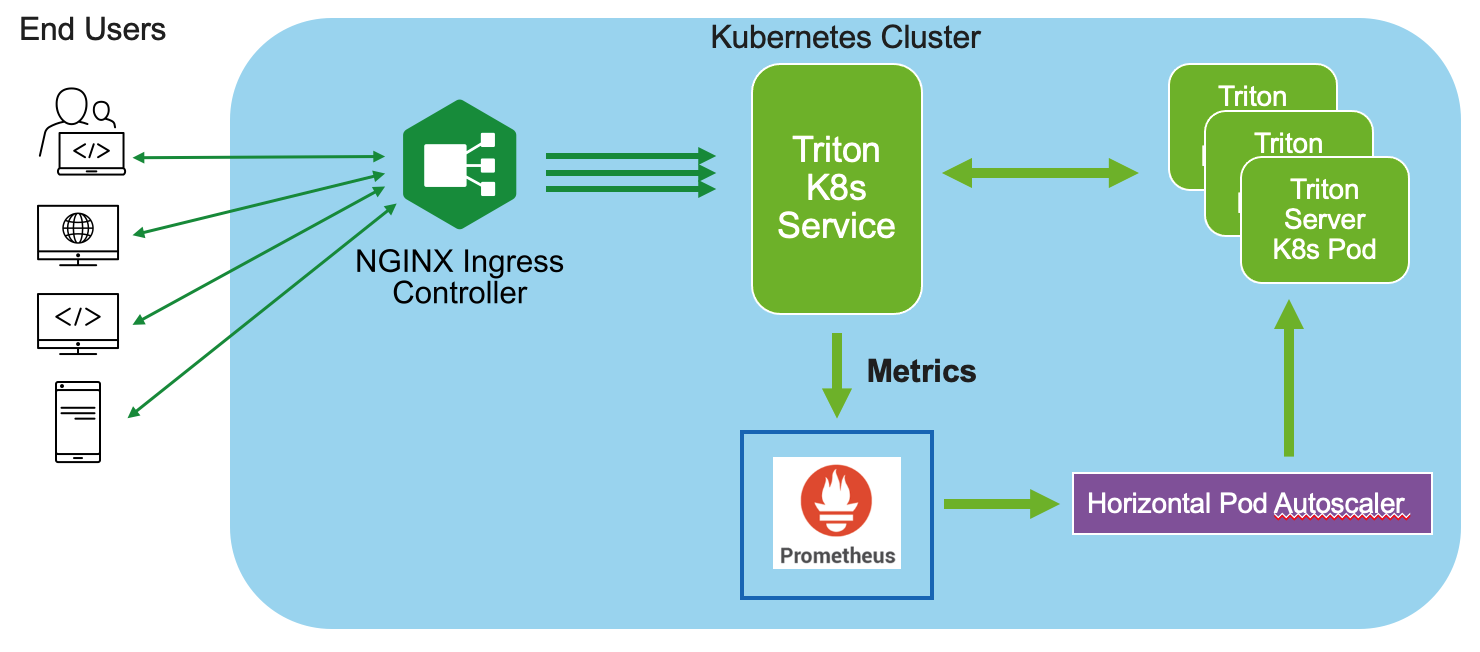 End Users
Kubernetes Cluster
</>
</>
NGINX Ingress
Controller
Triton
K8s
Service
Triton
Triton
Triton
Server
K8s Pod
Metrics
Prometheus
Horizontal Pod Autoscaler